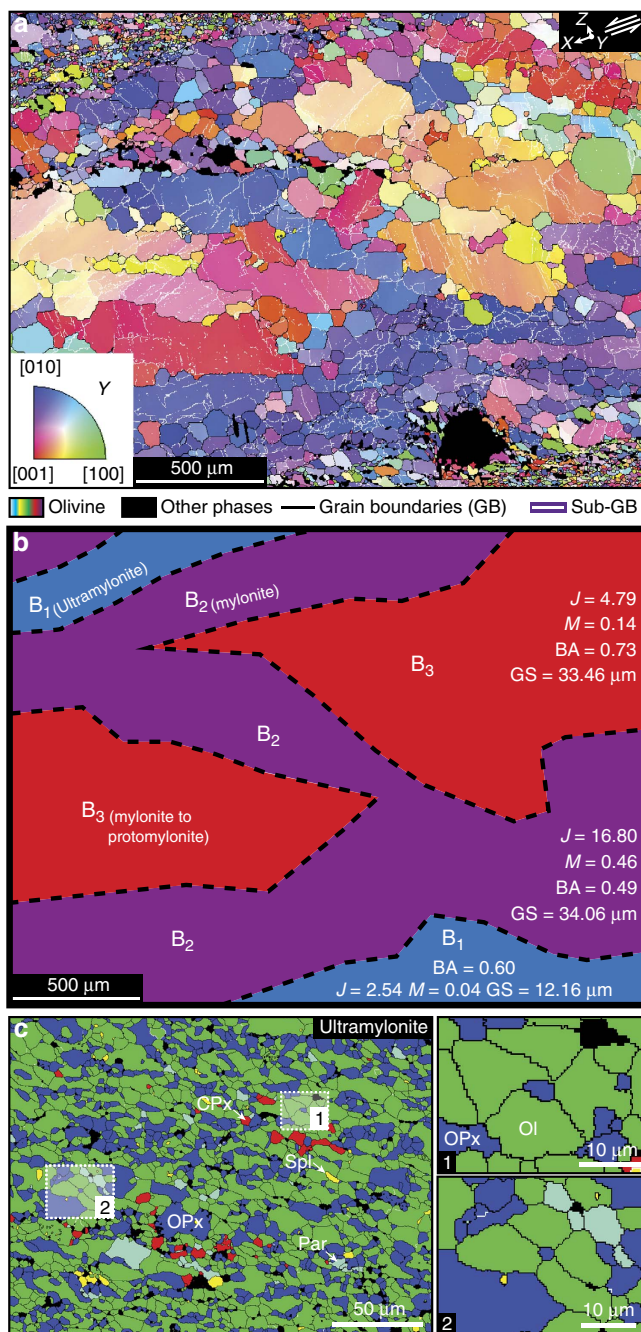 a
Z
X Y
[010]
Y
[001] [100]
500 μm
Olivine Other phases Grain boundaries (GB) Sub-GB
b
B1 (Ultramylonite)
B2 (mylonite)
J = 4.79
M = 0.14
BA = 0.73
GS = 33.46 μm
B3
B2
B3 (mylonite to
protomylonite)
J = 16.80
M = 0.46
BA = 0.49
GS = 34.06 μm
B2
B1
BA = 0.60
J = 2.54 M = 0.04 GS = 12.16 μm
500 μm
c
Ultramylonite
CPx
1
Spl
2
OPx
Par
50 μm
OPx
Ol
10 μm
1
10 μm
2